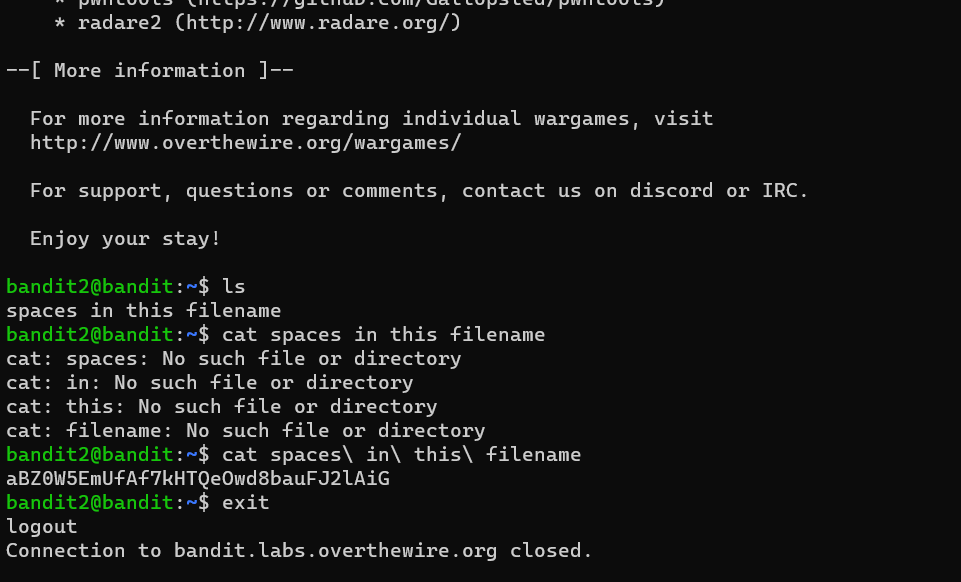 * pwntools (https://github.com/Gallopsled/pwntools)
* radare2 (http://www.radare.org/)
--[ More information ]--
For more information regarding individual wargames, visit
http://www.overthewire.org/wargames/
For support, questions or comments, contact us on discord or IRC.
Enjoy your stay!
bandit2@bandit:~$ ls
spaces in this filename
bandit2@bandit:~$ cat spaces in this filename
cat: spaces: No such file or directory
cat: in: No such file or directory
cat: this: No such file or directory
cat: filename: No such file or directory
bandit2@bandit:~$ cat spaces\ in\ this\ filename
aBZ0W5EmUfAf7kHTQeOwd8bauFJ2lAiG
bandit2@bandit:~$ exit
logout
Connection to bandit.labs.overthewire.org closed.